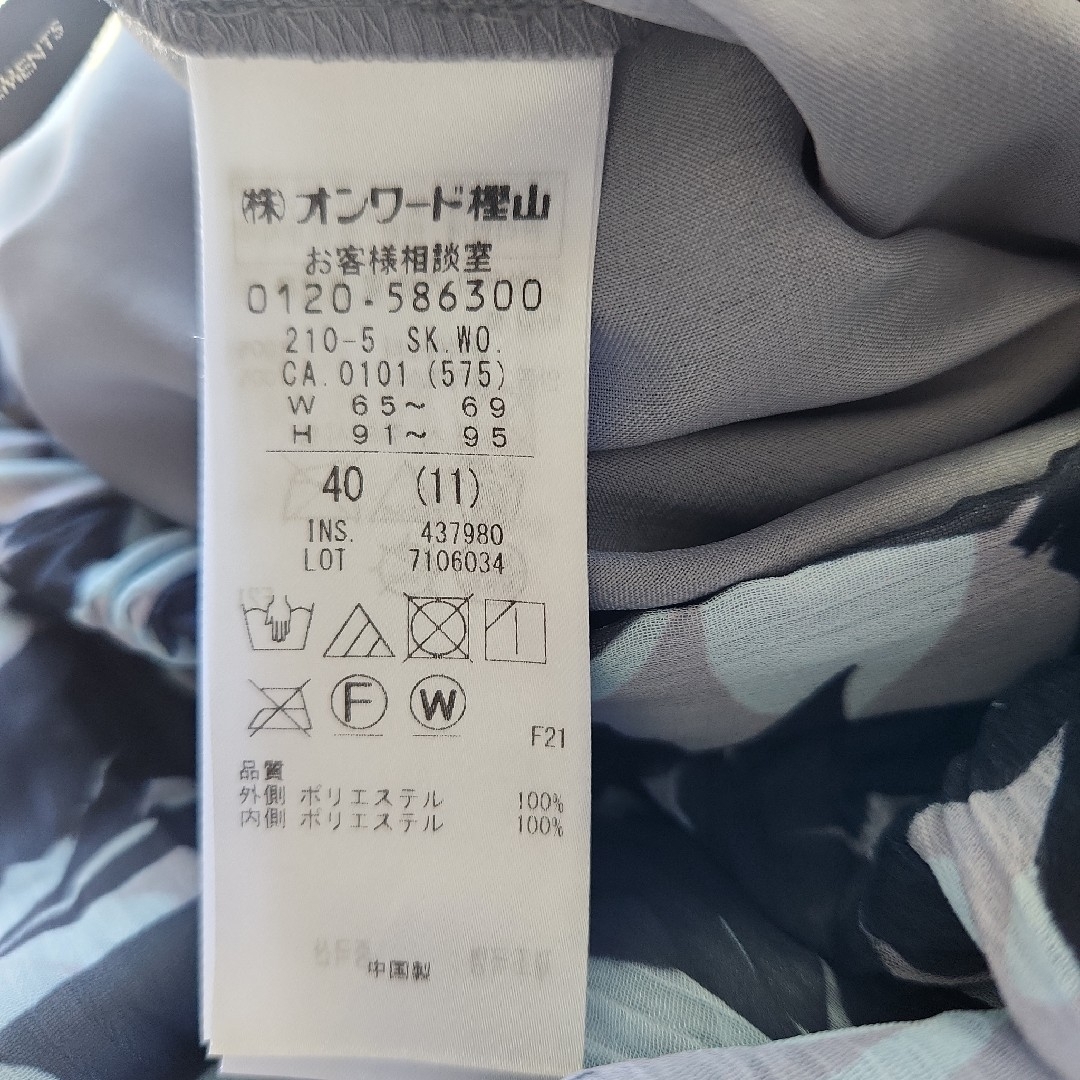 EMENTS
㈱オンワード樫山
お客様相談室
0120-586300
210-5 SK.WO.
CA.0101(575)
W 65～ 69
H 91～ 95
40 (11)
INS. 437980
LOT 7106034
F W
F21
品質
外側 ポリエステル 100%
内側 ポリエステル 100%
中国製